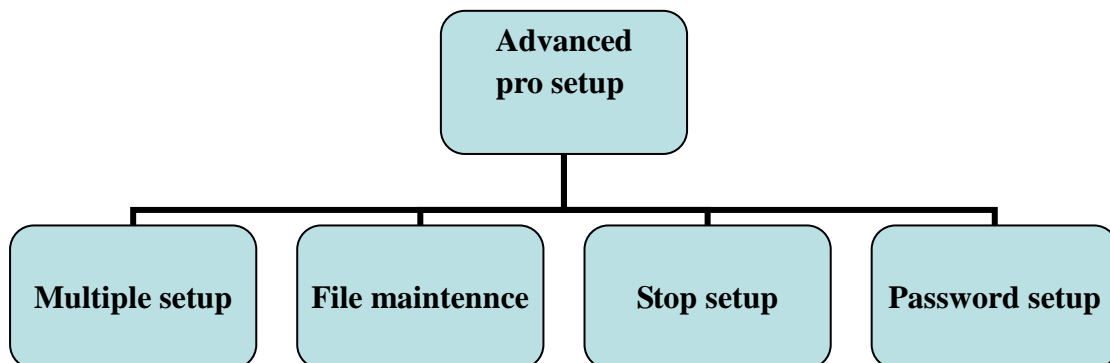 Advanced
pro setup
Multiple setup
File maintennce
Stop setup
Password setup